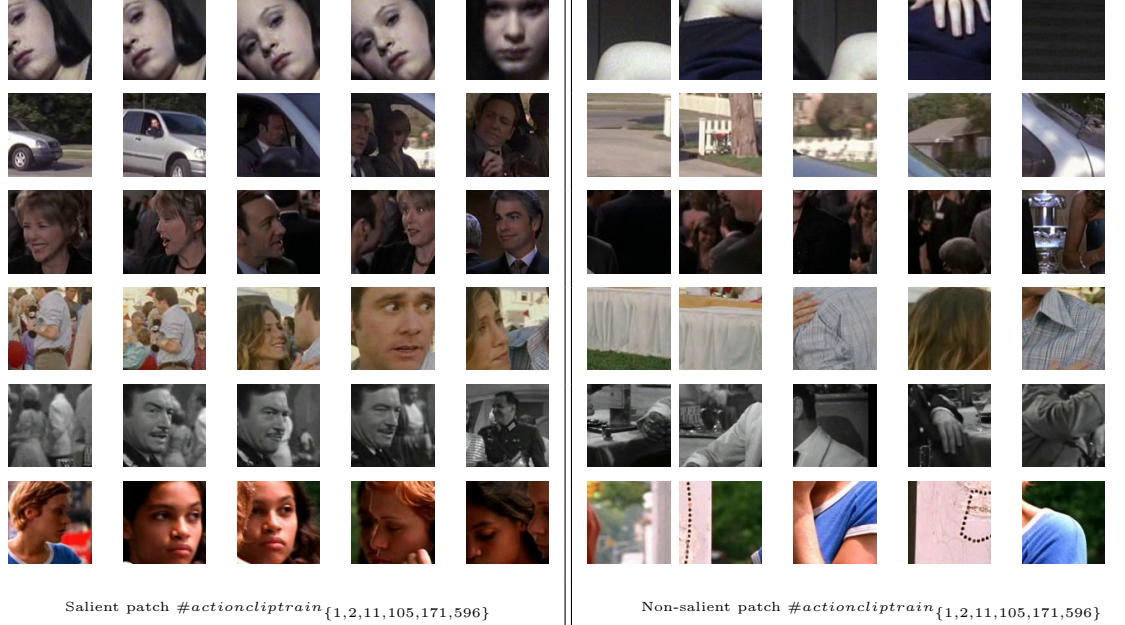 Salient patch #actioncliptrain{1,2,11,105,171,596}
Non-salient patch #actioncliptrain{1,2,11,105,171,596}